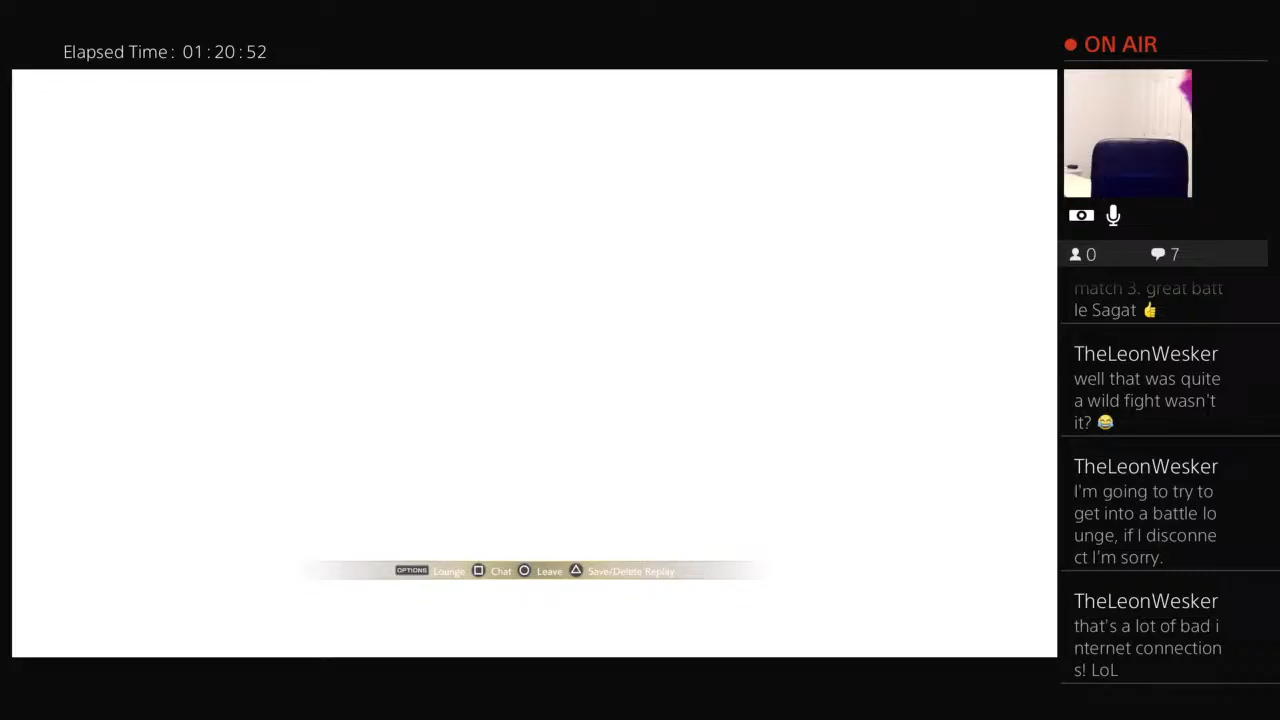 Elapsed Time: 01:20:52
ON AIR
0 7
match 3. great batt
le Sagat 👍
TheLeonWesker
well that was quite
a wild fight wasn't
it? 😂
TheLeonWesker
I'm going to try to
get into a battle lo
unge, if I disconne
ct I'm sorry.
OPTIONS Lounge Chat Leave Save/Delete Replay
TheLeonWesker
that's a lot of bad i
nternet connection
s! LoL